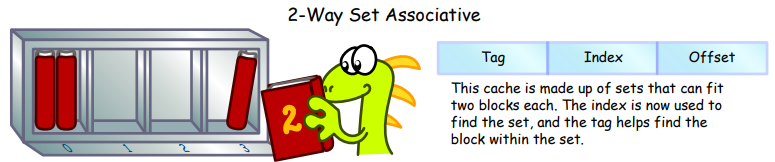 2-Way Set Associative
Tag Index Offset
This cache is made up of sets that can fit
two blocks each. The index is now used to
find the set, and the tag helps find the
block within the set.
2
0 1 2 3